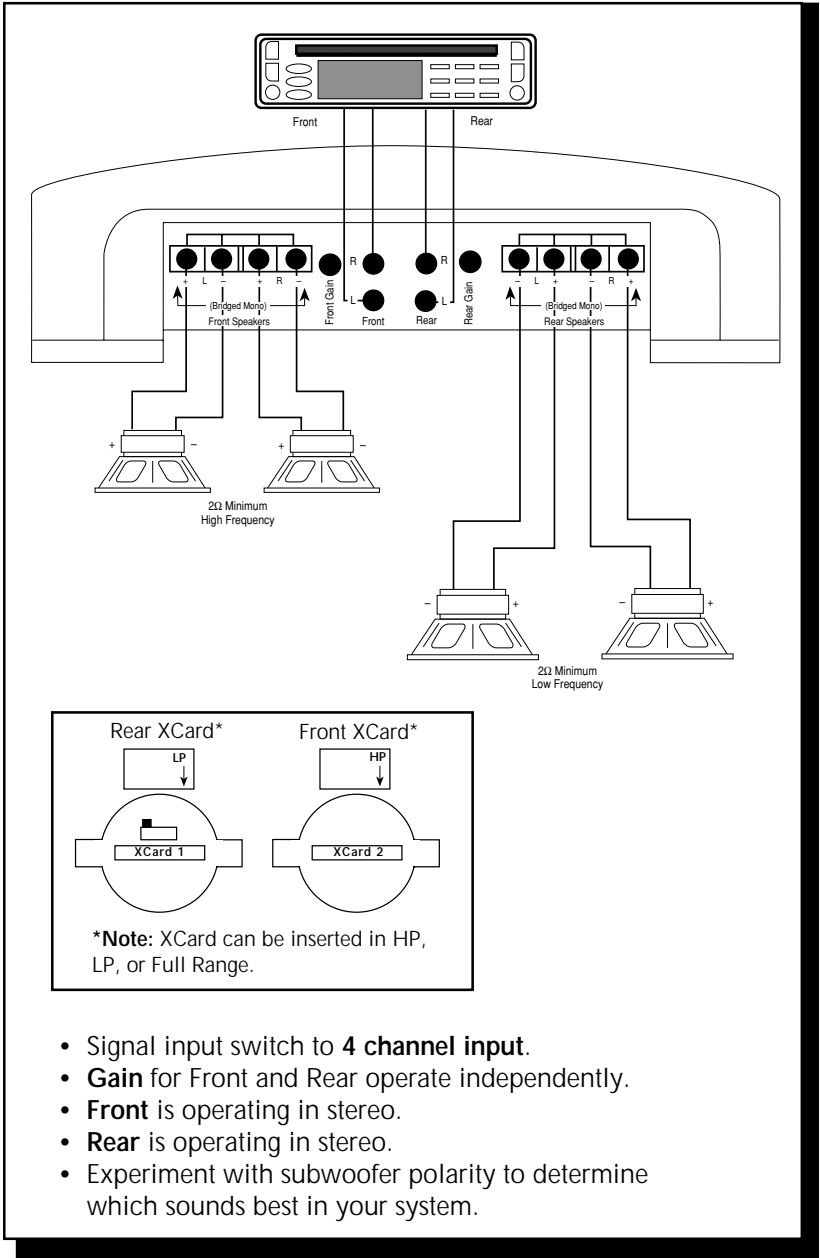 Front
Rear
R
R
+ L – + R –
– L + – R +
(Bridged Mono)
(Bridged Mono)
Front Speakers
Rear Speakers
Front Gain
Rear Gain
L
L
Front
Rear
+ –
+ –
2Ω Minimum
High Frequency
– +
– +
2Ω Minimum
Low Frequency
Rear XCard*
Front XCard*
LP
HP
XCard 1
XCard 2
*Note: XCard can be inserted in HP,
LP, or Full Range.
• Signal input switch to 4 channel input.
• Gain for Front and Rear operate independently.
• Front is operating in stereo.
• Rear is operating in stereo.
• Experiment with subwoofer polarity to determine
which sounds best in your system.